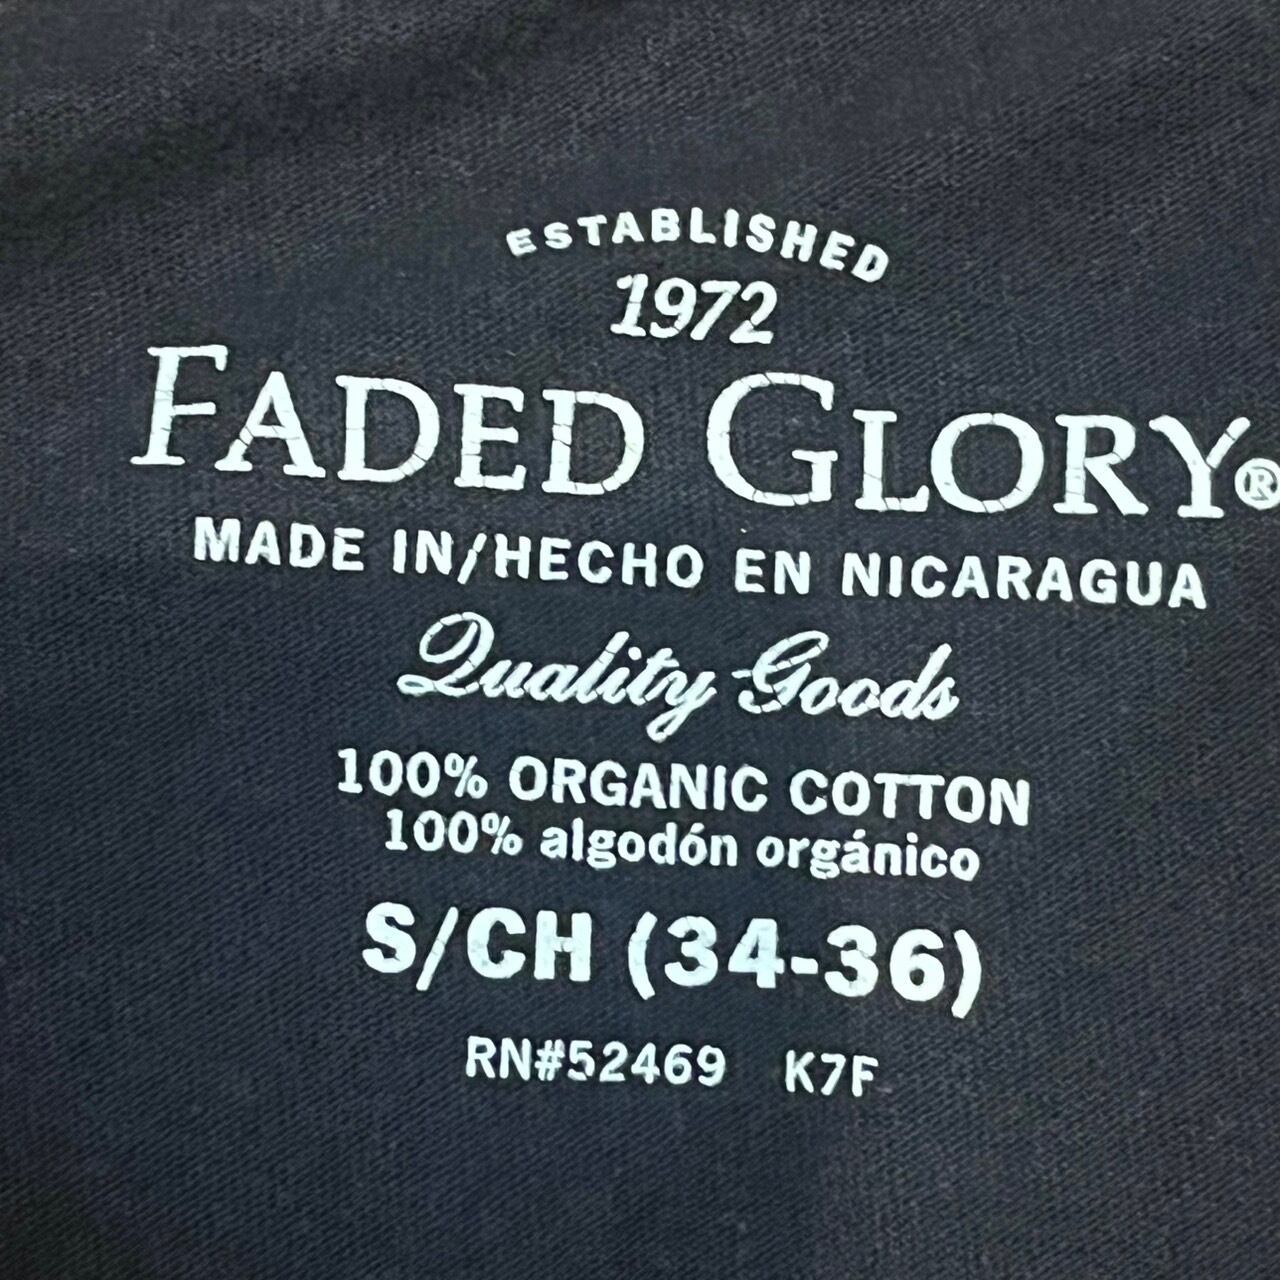 ESTABLISHED
1972
FADED GLORY®
MADE IN/HECHO EN NICARAGUA
Quality Goods
100% ORGANIC COTTON
100% algodón orgánico
S/CH (34-36)
RN#52469 K7F